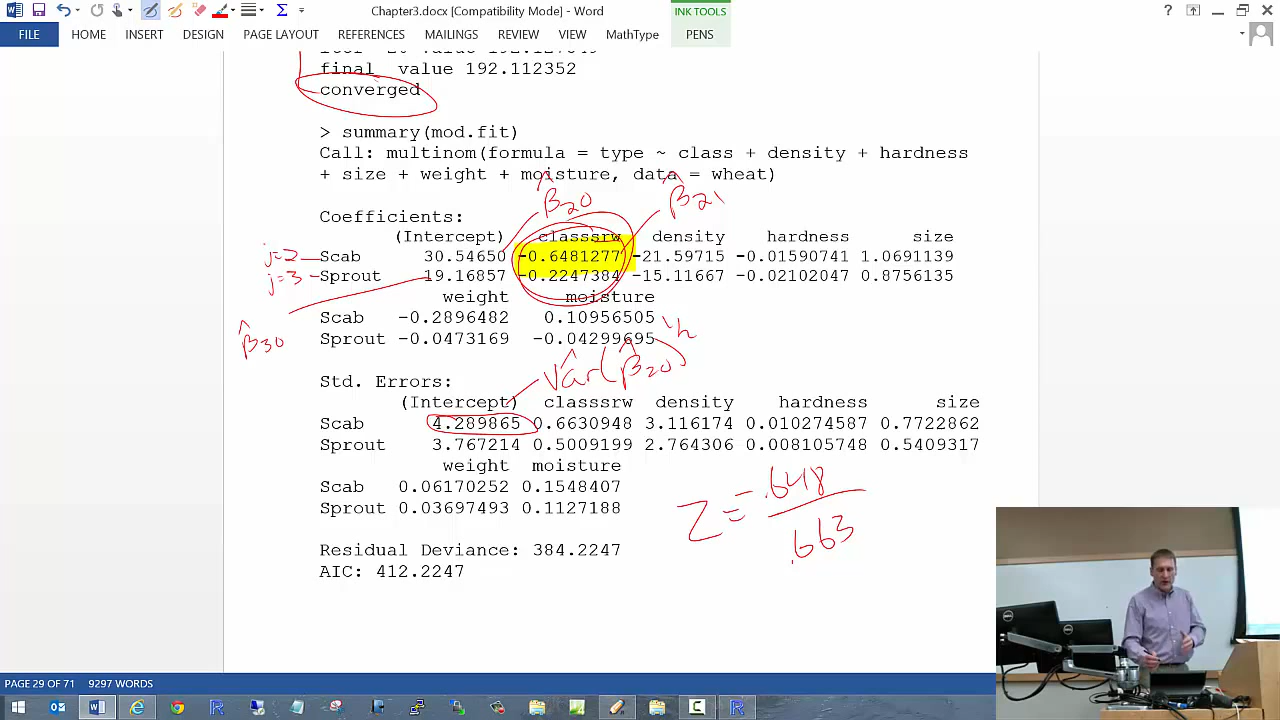 Chapter3.docx [Compatibility Mode] - Word
INK TOOLS
FILE HOME INSERT DESIGN PAGE LAYOUT REFERENCES MAILINGS REVIEW VIEW MathType PENS
final value 192.112352
converged
> summary(mod.fit)
Call: multinom(formula = type ~ class + density + hardness
+ size + weight + moisture, data = wheat)
β̂20 β̂21
Coefficients:
(Intercept) classsrw density hardness size
j=2 Scab 30.54650 -0.6481277 -21.59715 -0.01590741 1.0691139
j=3 Sprout 19.16857 -0.2247384 -15.11667 -0.02102047 0.8756135
weight moisture
Scab -0.2896482 0.10956505
Sprout -0.0473169 -0.04299695
β̂30
Var̂(β̂20)^1/2
Std. Errors:
(Intercept) classsrw density hardness size
Scab 4.289865 0.6630948 3.116174 0.010274587 0.7722862
Sprout 3.767214 0.5009199 2.764306 0.008105748 0.5409317
weight moisture
Scab 0.06170252 0.1548407
Sprout 0.03697493 0.1127188
Z = -.648
.663
Residual Deviance: 384.2247
AIC: 412.2247
PAGE 29 OF 71 9297 WORDS